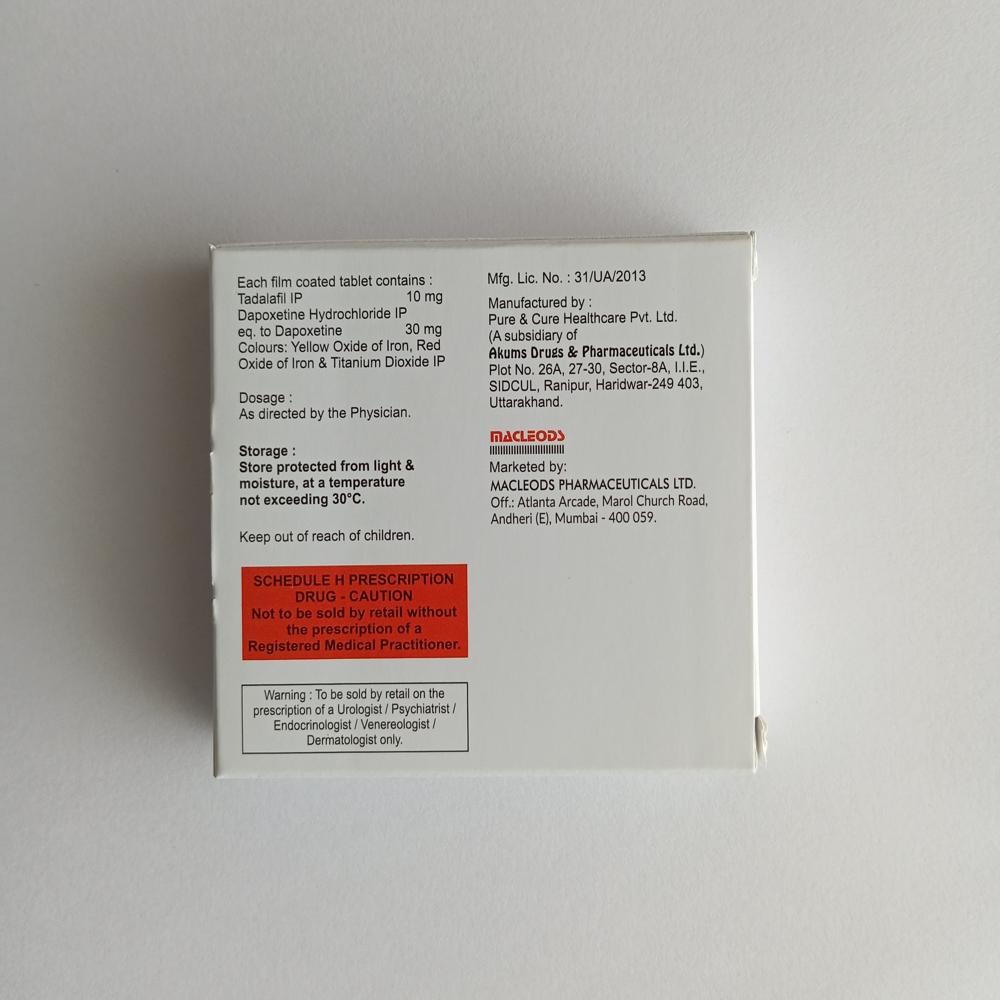 Each film coated tablet contains :
Tadalafil IP 10 mg
Dapoxetine Hydrochloride IP
eq. to Dapoxetine 30 mg
Colours: Yellow Oxide of Iron, Red
Oxide of Iron & Titanium Dioxide IP
Dosage :
As directed by the Physician.
Storage :
Store protected from light &
moisture, at a temperature
not exceeding 30°C.
Keep out of reach of children.
SCHEDULE H PRESCRIPTION
DRUG - CAUTION
Not to be sold by retail without
the prescription of a
Registered Medical Practitioner.
Warning : To be sold by retail on the
prescription of a Urologist / Psychiatrist /
Endocrinologist / Venereologist /
Dermatologist only.
Mfg. Lic. No. : 31/UA/2013
Manufactured by :
Pure & Cure Healthcare Pvt. Ltd.
(A subsidiary of
Akums Drugs & Pharmaceuticals Ltd.)
Plot No. 26A, 27-30, Sector-8A, I.I.E.,
SIDCUL, Ranipur, Haridwar-249 403,
Uttarakhand.
MACLEODS
Marketed by:
MACLEODS PHARMACEUTICALS LTD.
Off.: Atlanta Arcade, Marol Church Road,
Andheri (E), Mumbai - 400 059.